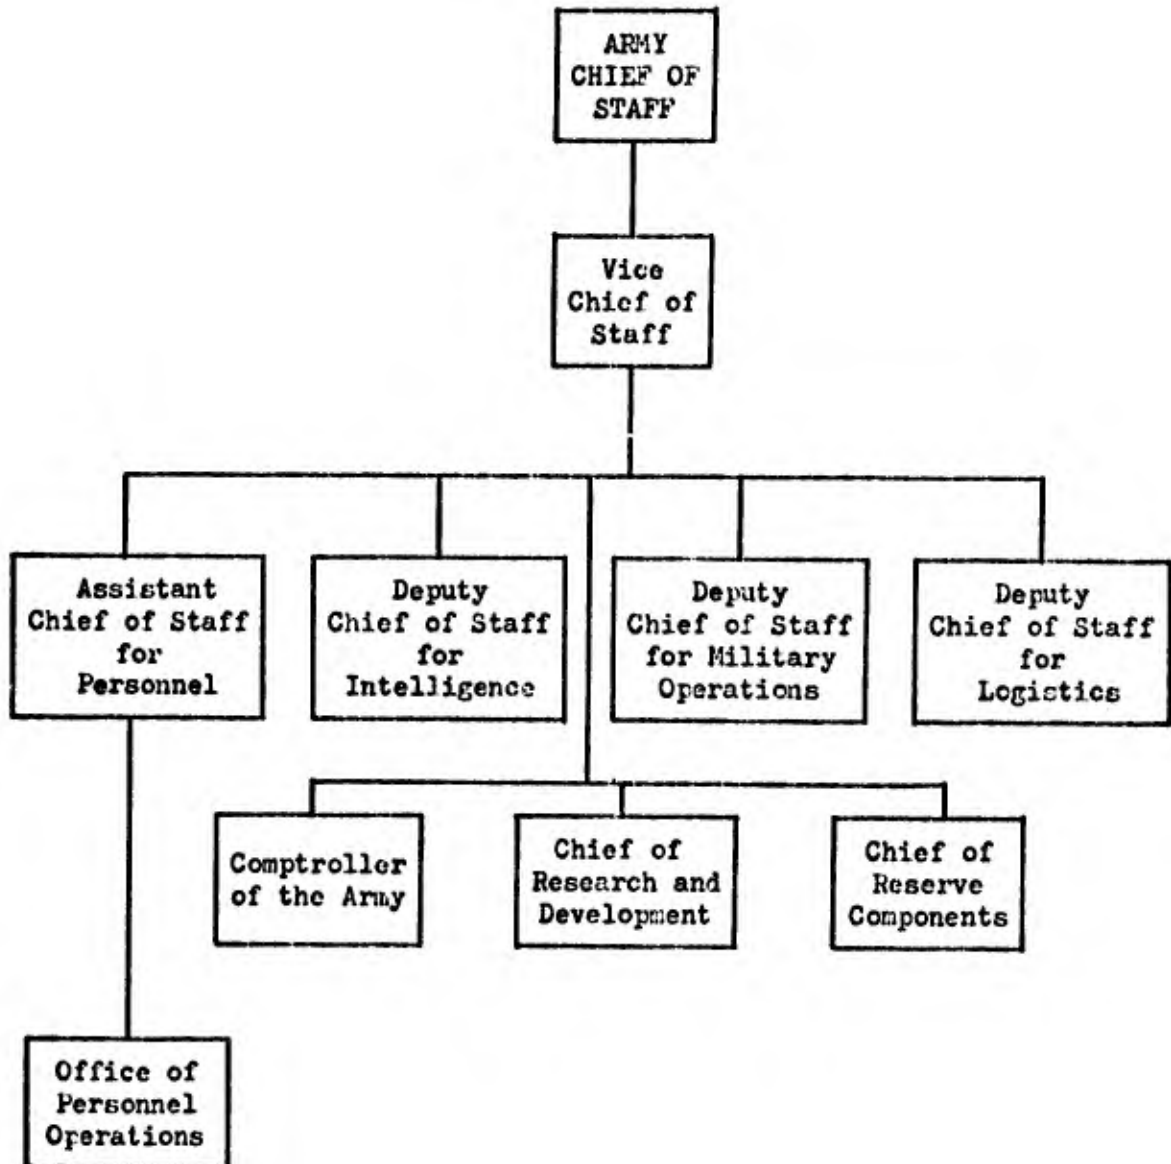 ARMY
CHIEF OF
STAFF
Vice
Chief of
Staff
Assistant
Chief of Staff
for
Personnel
Deputy
Chief of Staff
for
Intelligence
Deputy
Chief of Staff
for Military
Operations
Deputy
Chief of Staff
for
Logistics
Comptroller
of the Army
Chief of
Research and
Development
Chief of
Reserve
Components
Office of
Personnel
Operations